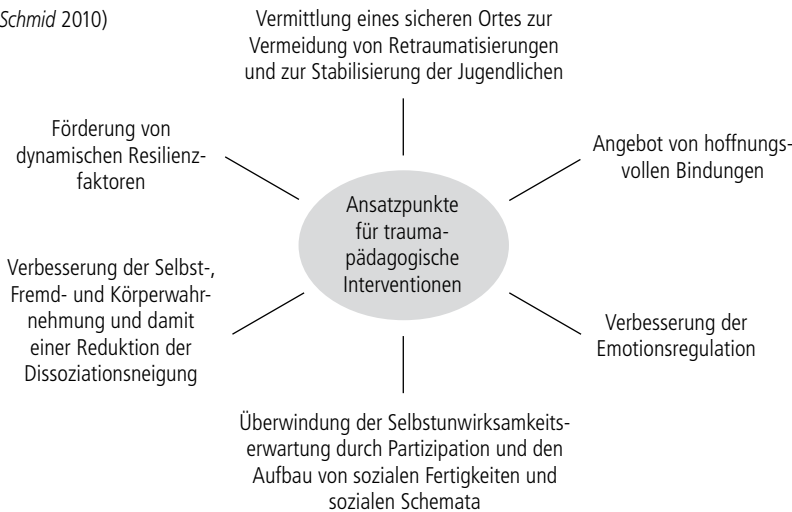 Schmid 2010)
Vermittlung eines sicheren Ortes zur
Vermeidung von Retraumatisierungen
und zur Stabilisierung der Jugendlichen
Förderung von
dynamischen Resilienz-
faktoren
Angebot von hoffnungs-
vollen Bindungen
Ansatzpunkte
für trauma-
pädagogische
Interventionen
Verbesserung der Selbst-,
Fremd- und Körperwahr-
nehmung und damit
einer Reduktion der
Dissoziationsneigung
Verbesserung der
Emotionsregulation
Überwindung der Selbstunwirksamkeits-
erwartung durch Partizipation und den
Aufbau von sozialen Fertigkeiten und
sozialen Schemata